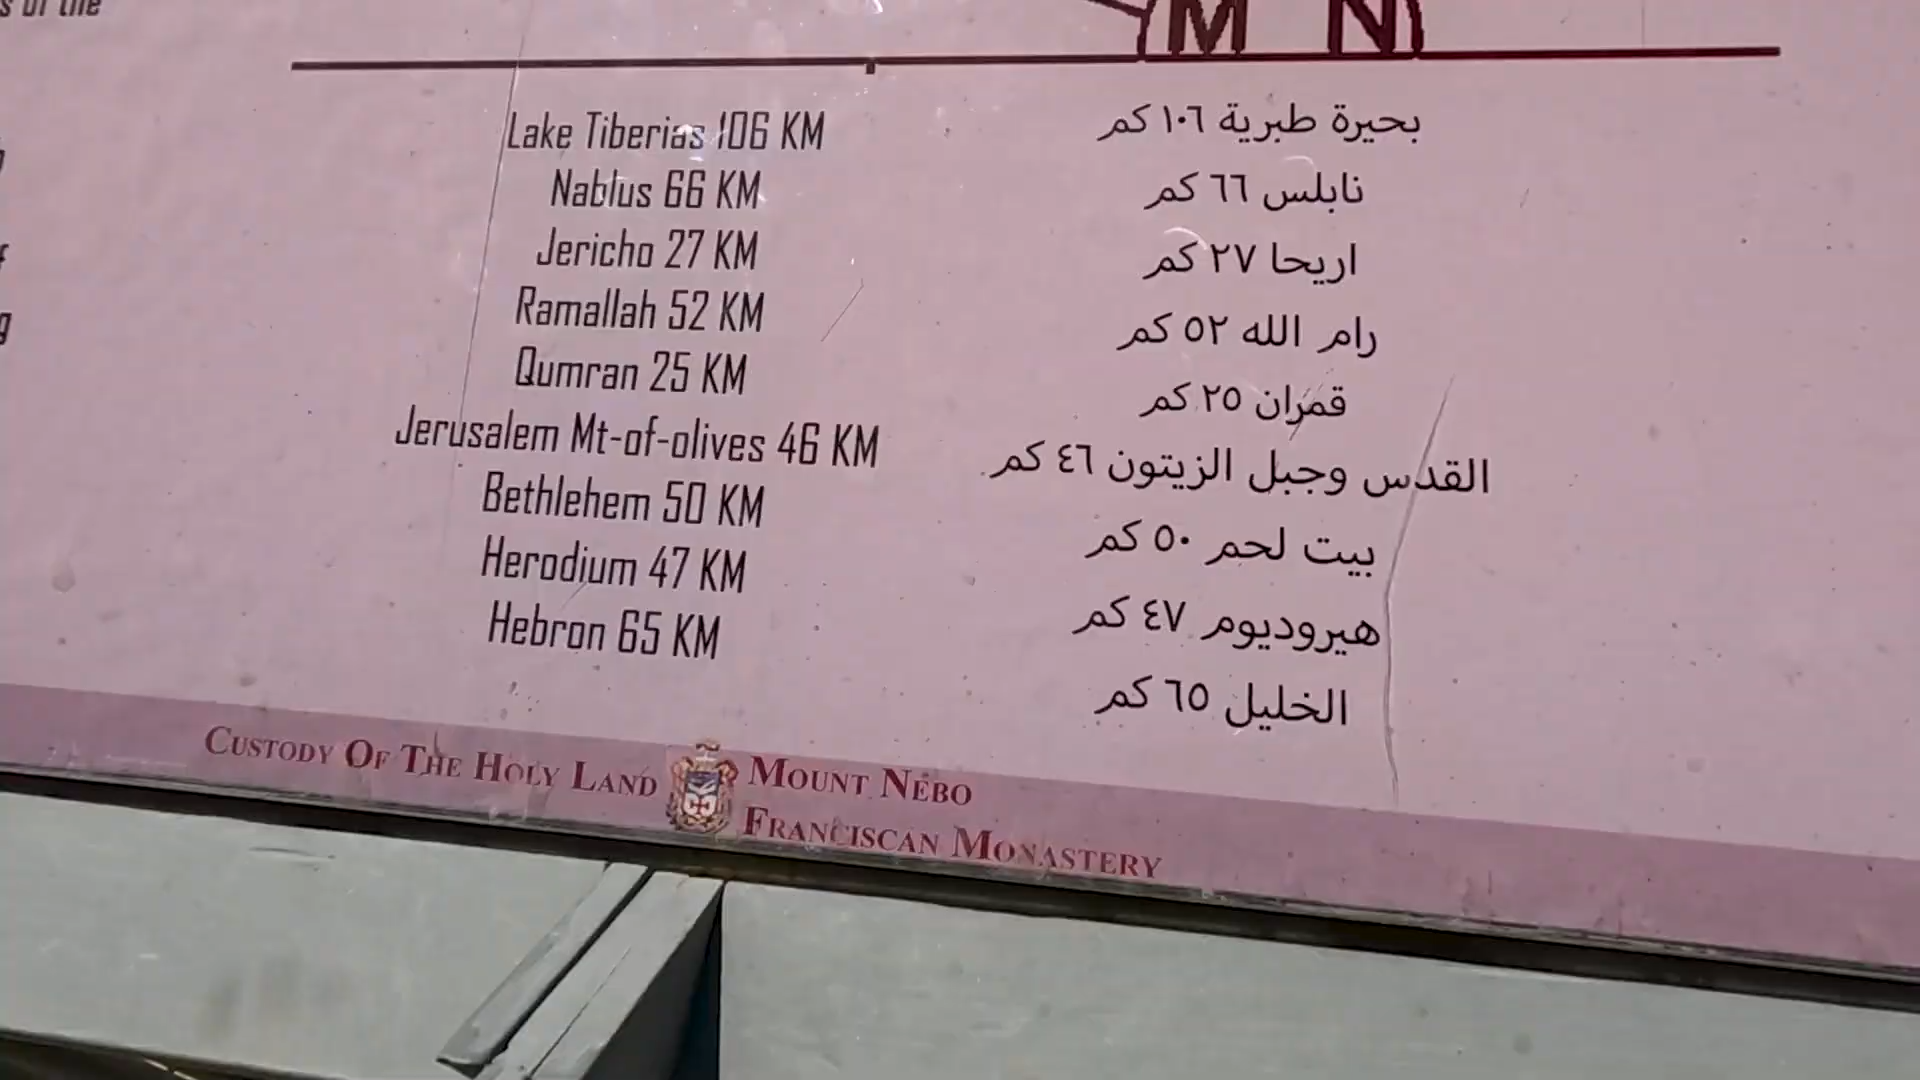 s of the
M N
Lake Tiberias 106 KM
Nablus 66 KM
Jericho 27 KM
Ramallah 52 KM
Qumran 25 KM
Jerusalem Mt-of-olives 46 KM
Bethlehem 50 KM
Herodium 47 KM
Hebron 65 KM
بحيرة طبرية ١٠٦ كم
نابلس ٦٦ كم
اريحا ٢٧ كم
رام الله ٥٢ كم
قمران ٢٥ كم
القدس وجبل الزيتون ٤٦ كم
بيت لحم ٥٠ كم
هيروديوم ٤٧ كم
الخليل ٦٥ كم
CUSTODY OF THE HOLY LAND
MOUNT NEBO
FRANCISCAN MONASTERY